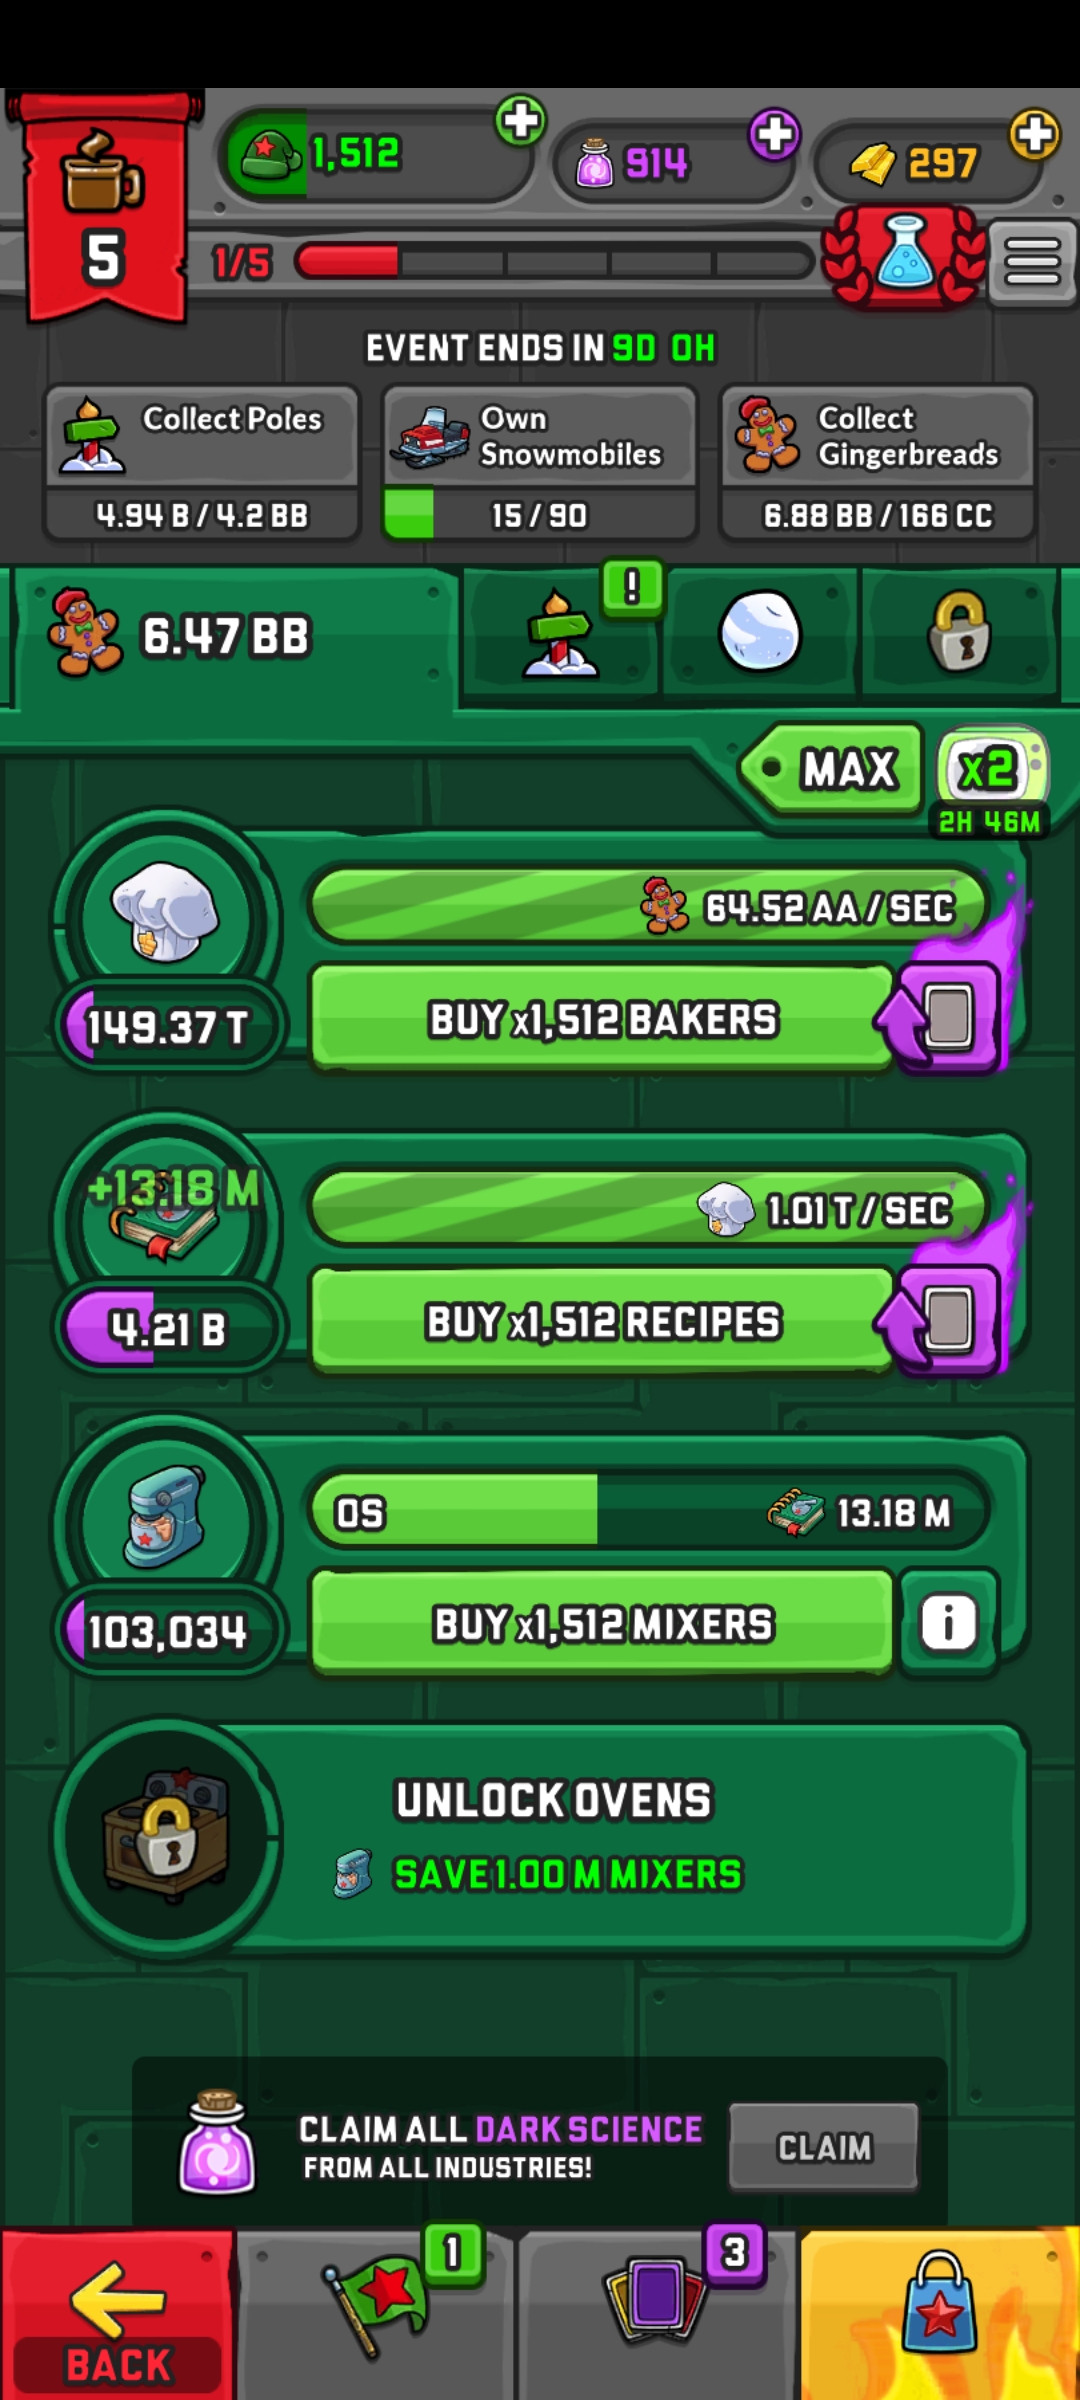 1,512
914
297
5
1/5
EVENT ENDS IN 9D 0H
Collect Poles
4.94 B / 4.2 BB
Own
Snowmobiles
15 / 90
Collect
Gingerbreads
6.88 BB / 166 CC
6.47 BB
!
MAX
x2
2H 46M
64.52 AA / SEC
149.37 T
BUY x1,512 BAKERS
+13.18 M
1.01 T / SEC
4.21 B
BUY x1,512 RECIPES
0S
13.18 M
103,034
BUY x1,512 MIXERS
i
UNLOCK OVENS
SAVE 1.00 M MIXERS
CLAIM ALL DARK SCIENCE
FROM ALL INDUSTRIES!
CLAIM
BACK
1
3